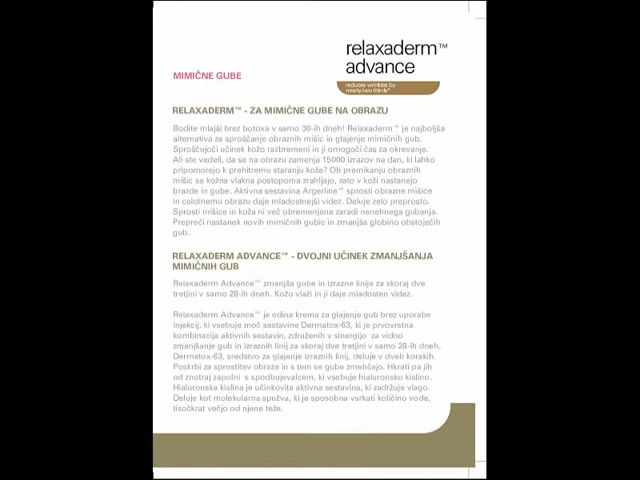 relaxaderm™
advance
reduces wrinkles by
nearly two thirds*
MIMIČNE GUBE
RELAXADERM™ - ZA MIMIČNE GUBE NA OBRAZU
Bodite mlajši brez botoxa v samo 30-ih dneh! Relaxaderm™ je najboljša
alternativa za sproščanje obraznih mišic in glajenje mimičnih gub.
Sproščujoči učinek kožo razbremeni in ji omogoči čas za okrevanje.
Ali ste vedeli, da se na obrazu zamenja 15000 izrazov na dan, ki lahko
pripomorejo k prehitremu staranju kože? Ob premikanju obraznih
mišic se kožna vlakna postopoma zrahljajo, zato v koži nastanejo
brazde in gube. Aktivna sestavina Argerline™ sprosti obrazne mišice
in celotnemu obrazu daje mladostnejši videz. Deluje zelo preprosto.
Sprosti mišice in koža ni več obremenjena zaradi nenehnega gubanja.
Prepreči nastanek novih mimičnih gubic in zmanjša globino obstoječih
gub.
RELAXADERM ADVANCE™ - DVOJNI UČINEK ZMANJŠANJA
MIMIČNIH GUB
Relaxaderm Advance™ zmanjša gube in izrazne linije za skoraj dve
tretjini v samo 28-ih dneh. Kožo vlaži in ji daje mladosten videz.
Relaxaderm Advance™ je edina krema za glajenje gub brez uporabe
injekcij, ki vsebuje moč sestavine Dermatox-63, ki je prvovrstna
kombinacija aktivnih sestavin, združenih v sinergijo za vidno
zmanjšanje gub in izraznih linij za skoraj dve tretjini v samo 28-ih dneh.
Dermatox-63, sredstvo za glajenje izraznih linij, deluje v dveh korakih.
Poskrbi za sprostitev obraza in s tem se gube zmehčajo. Hkrati pa jih
od znotraj zapolni s spodbujevalcem, ki vsebuje hialuronsko kislino.
Hialuronska kislina je učinkovita aktivna sestavina, ki zadržuje vlago.
Deluje kot molekularna spužva, ki je sposobna vsrkati količino vode,
tisočkrat večjo od njene teže.